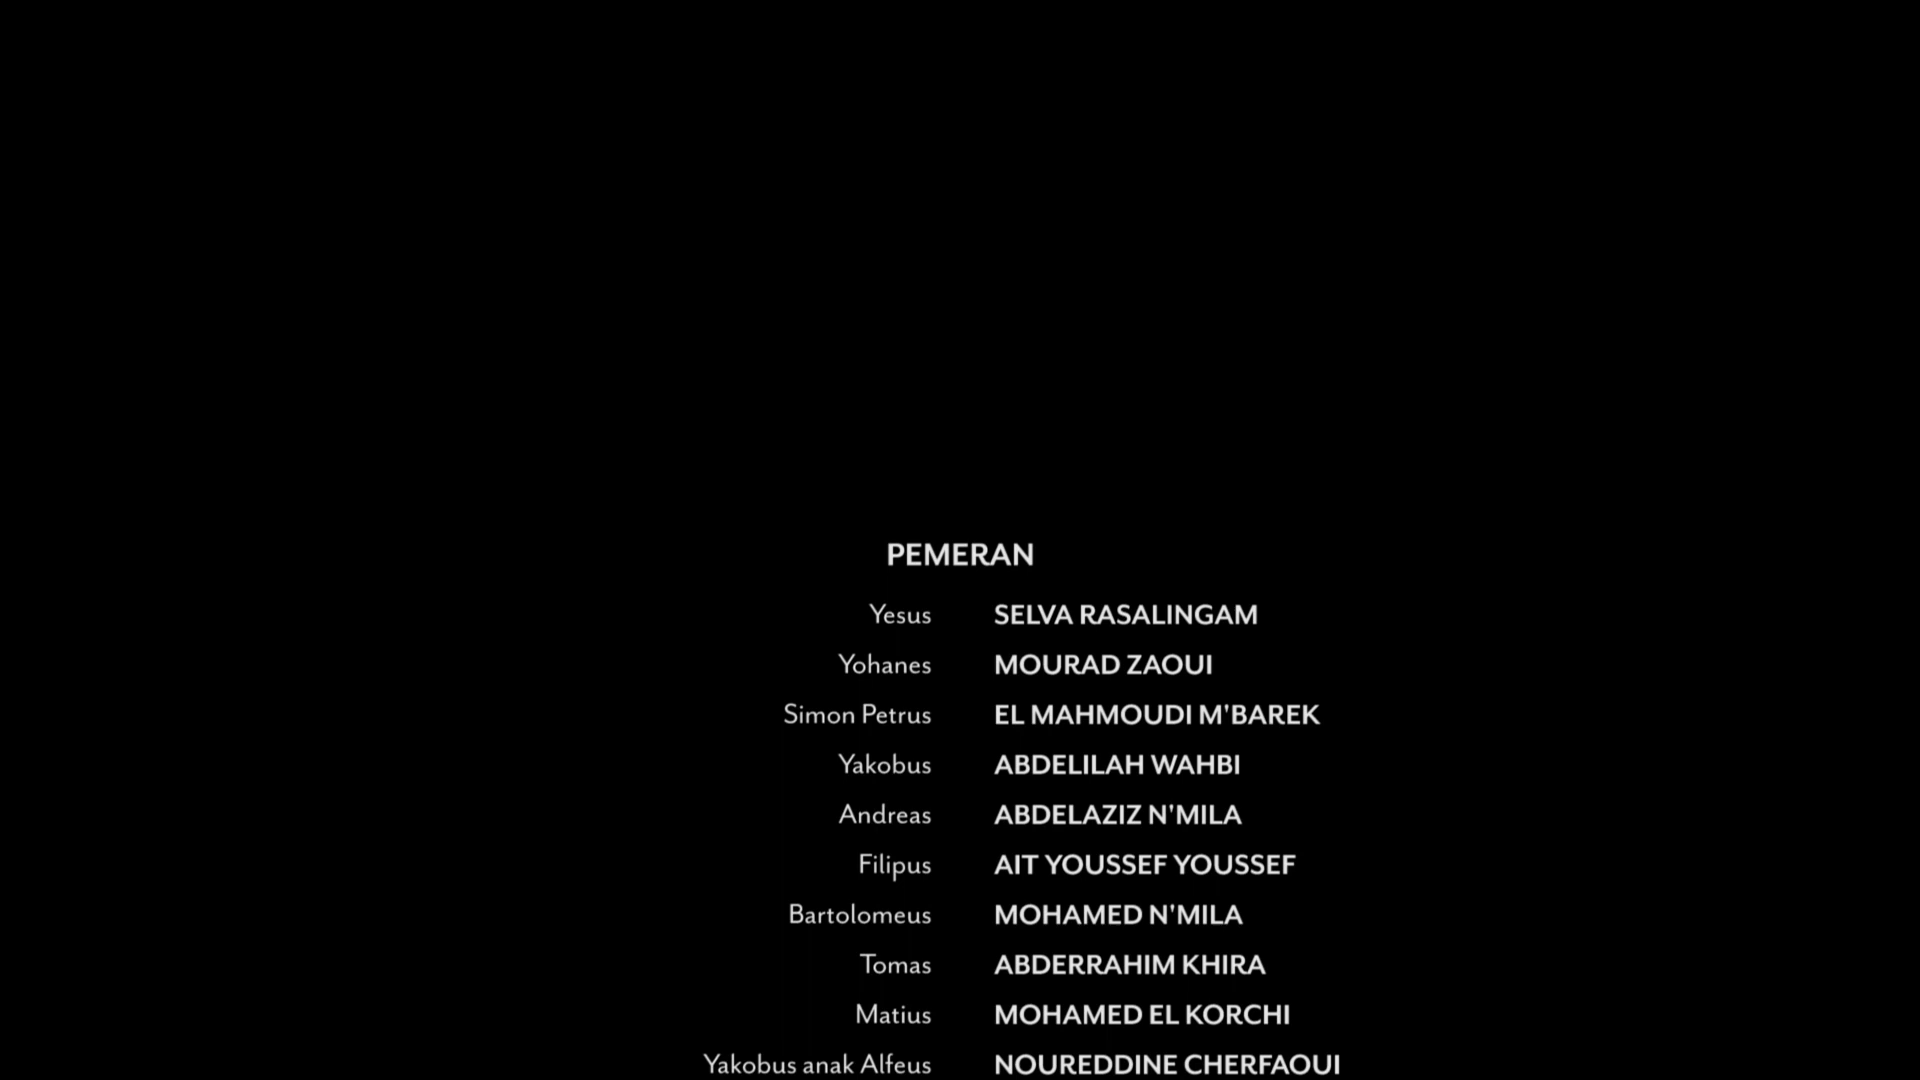 PEMERAN
Yesus SELVA RASALINGAM
Yohanes MOURAD ZAOUI
Simon Petrus EL MAHMOUDI M'BAREK
Yakobus ABDELILAH WAHBI
Andreas ABDELAZIZ N'MILA
Filipus AIT YOUSSEF YOUSSEF
Bartolomeus MOHAMED N'MILA
Tomas ABDERRAHIM KHIRA
Matius MOHAMED EL KORCHI
Yakobus anak Alfeus NOUREDDINE CHERFAOUI